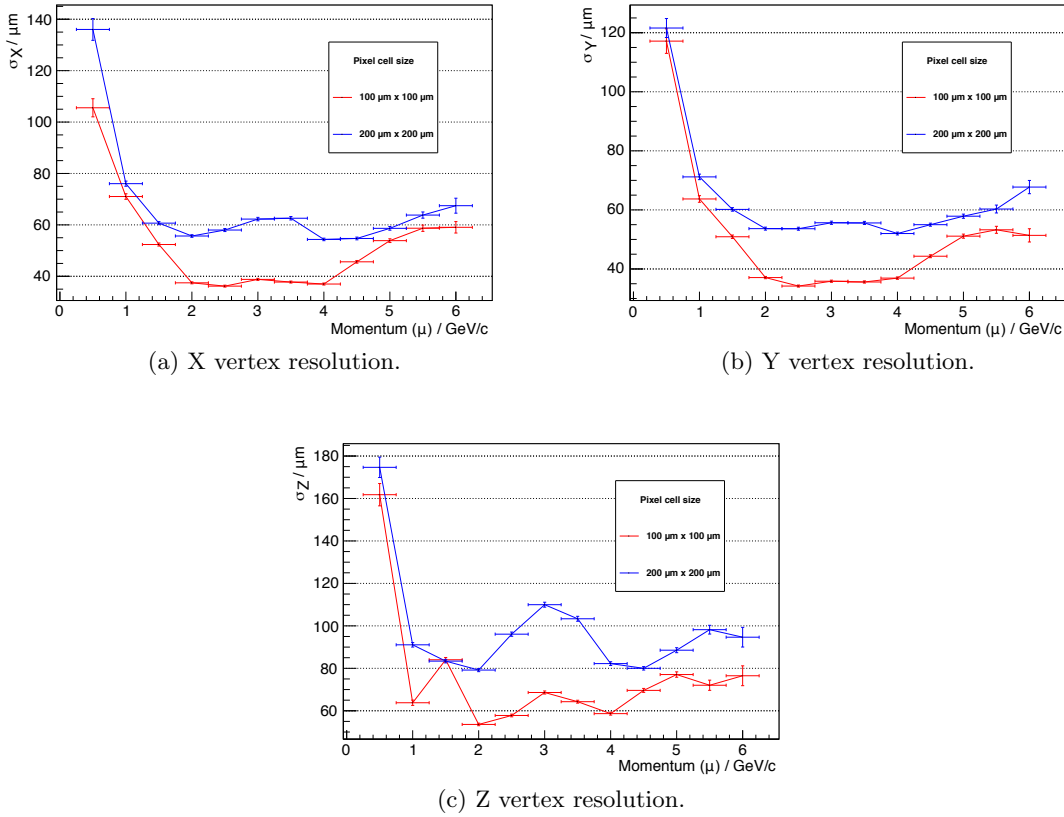 σX / μm
140
120
100
80
60
40
Pixel cell size
100 μm x 100 μm
200 μm x 200 μm
0 1 2 3 4 5 6
Momentum (μ) / GeV/c
(a) X vertex resolution.
σY / μm
120
100
80
60
40
Pixel cell size
100 μm x 100 μm
200 μm x 200 μm
0 1 2 3 4 5 6
Momentum (μ) / GeV/c
(b) Y vertex resolution.
σZ / μm
180
160
140
120
100
80
60
Pixel cell size
100 μm x 100 μm
200 μm x 200 μm
0 1 2 3 4 5 6
Momentum (μ) / GeV/c
(c) Z vertex resolution.